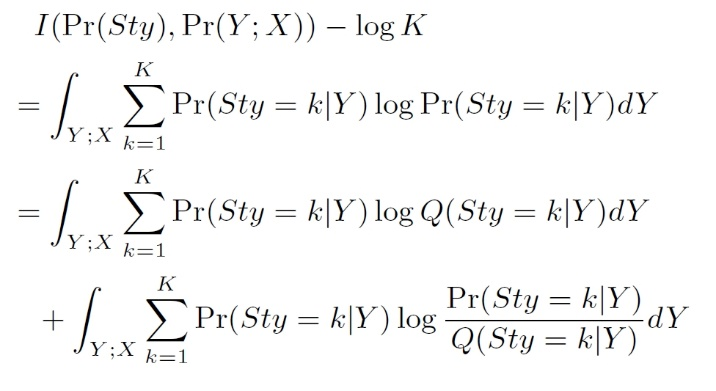 I(Pr(Sty), Pr(Y; X)) − log K
= ∫_{Y;X} ∑_{k=1}^{K} Pr(Sty = k|Y) log Pr(Sty = k|Y)dY
= ∫_{Y;X} ∑_{k=1}^{K} Pr(Sty = k|Y) log Q(Sty = k|Y)dY
+ ∫_{Y;X} ∑_{k=1}^{K} Pr(Sty = k|Y) log \frac{Pr(Sty = k|Y)}{Q(Sty = k|Y)} dY